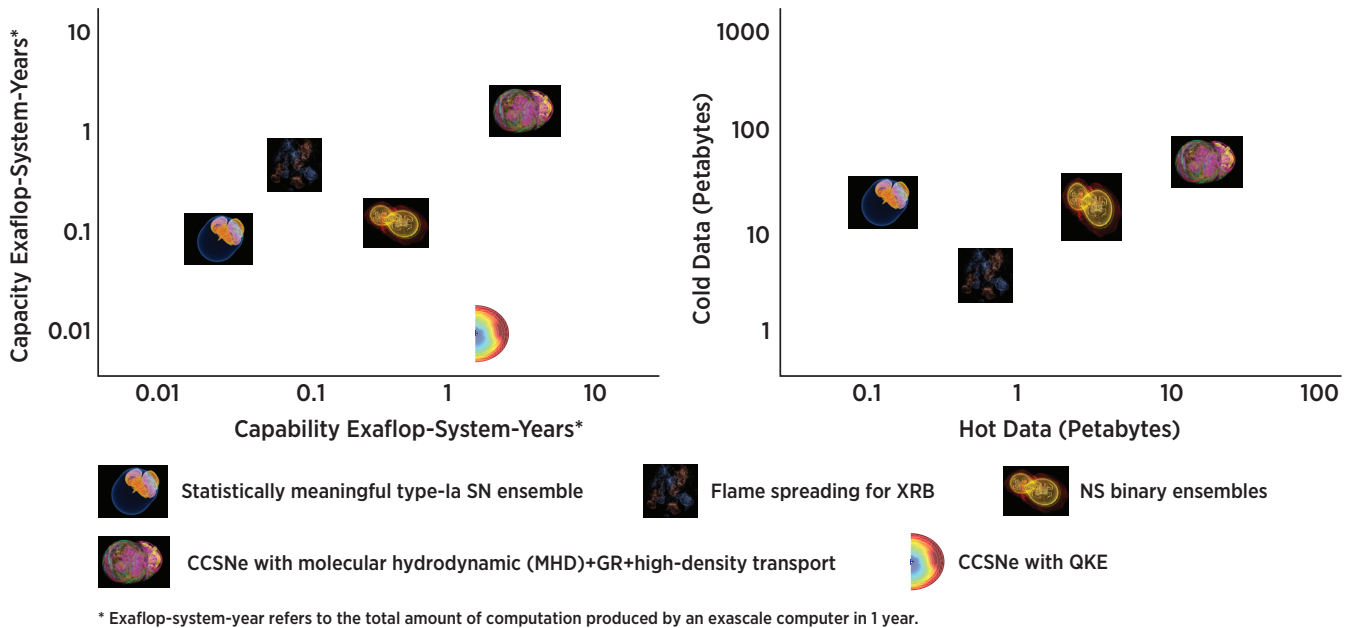 Capacity Exaflop-System-Years*
10
1
0.1
0.01
0.01 0.1 1 10
Capability Exaflop-System-Years*
Cold Data (Petabytes)
1000
100
10
1
0.1 1 10 100
Hot Data (Petabytes)
Statistically meaningful type-Ia SN ensemble
Flame spreading for XRB
NS binary ensembles
CCSNe with molecular hydrodynamic (MHD)+GR+high-density transport
CCSNe with QKE
* Exaflop-system-year refers to the total amount of computation produced by an exascale computer in 1 year.